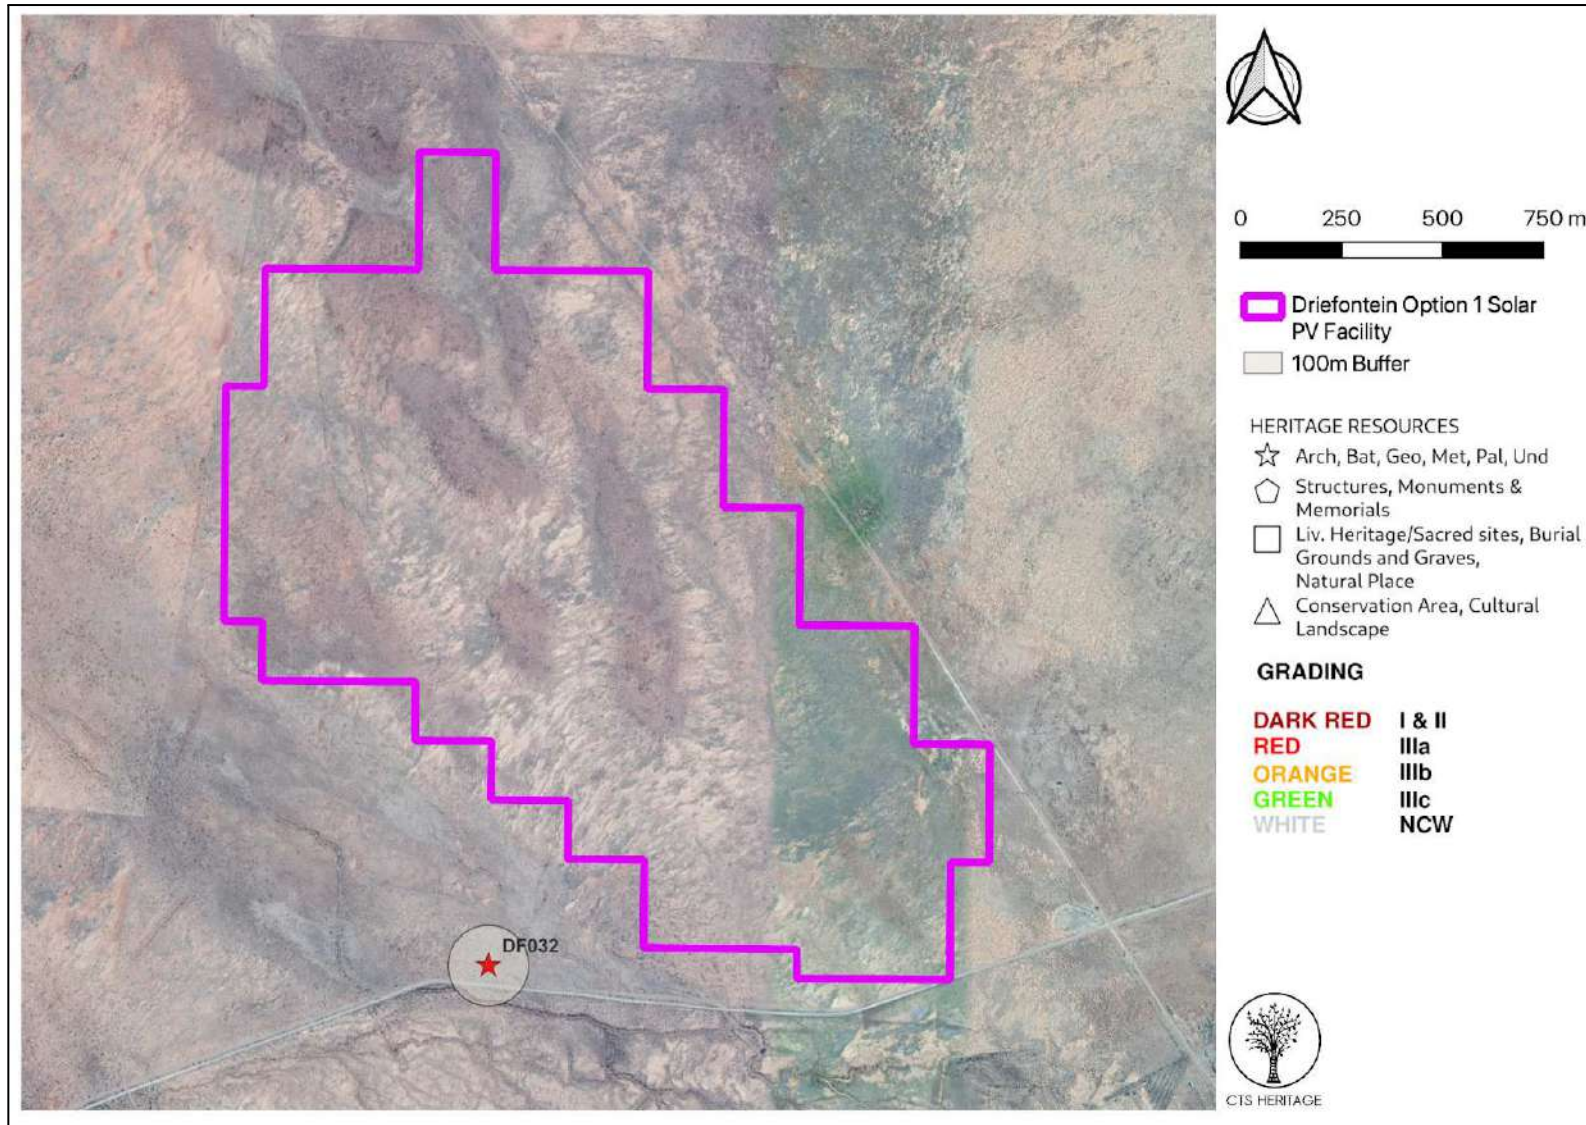 0 250 500 750 m
Driefontein Option 1 Solar
PV Facility
100m Buffer
HERITAGE RESOURCES
Arch, Bat, Geo, Met, Pal, Und
Structures, Monuments &
Memorials
Liv. Heritage/Sacred sites, Burial
Grounds and Graves,
Natural Place
Conservation Area, Cultural
Landscape
GRADING
DARK RED I & II
RED IIIa
ORANGE IIIb
GREEN IIIc
WHITE NCW
DF032
CTS HERITAGE